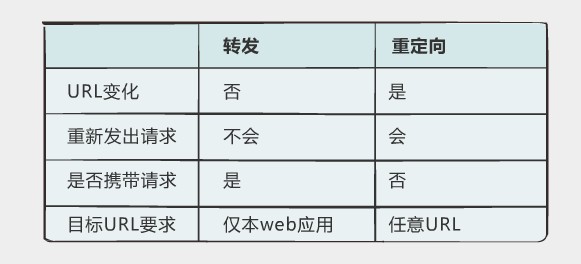 转发 重定向
URL变化 否 是
重新发出请求 不会 会
是否携带请求 是 否
目标URL要求 仅本web应用 任意URL